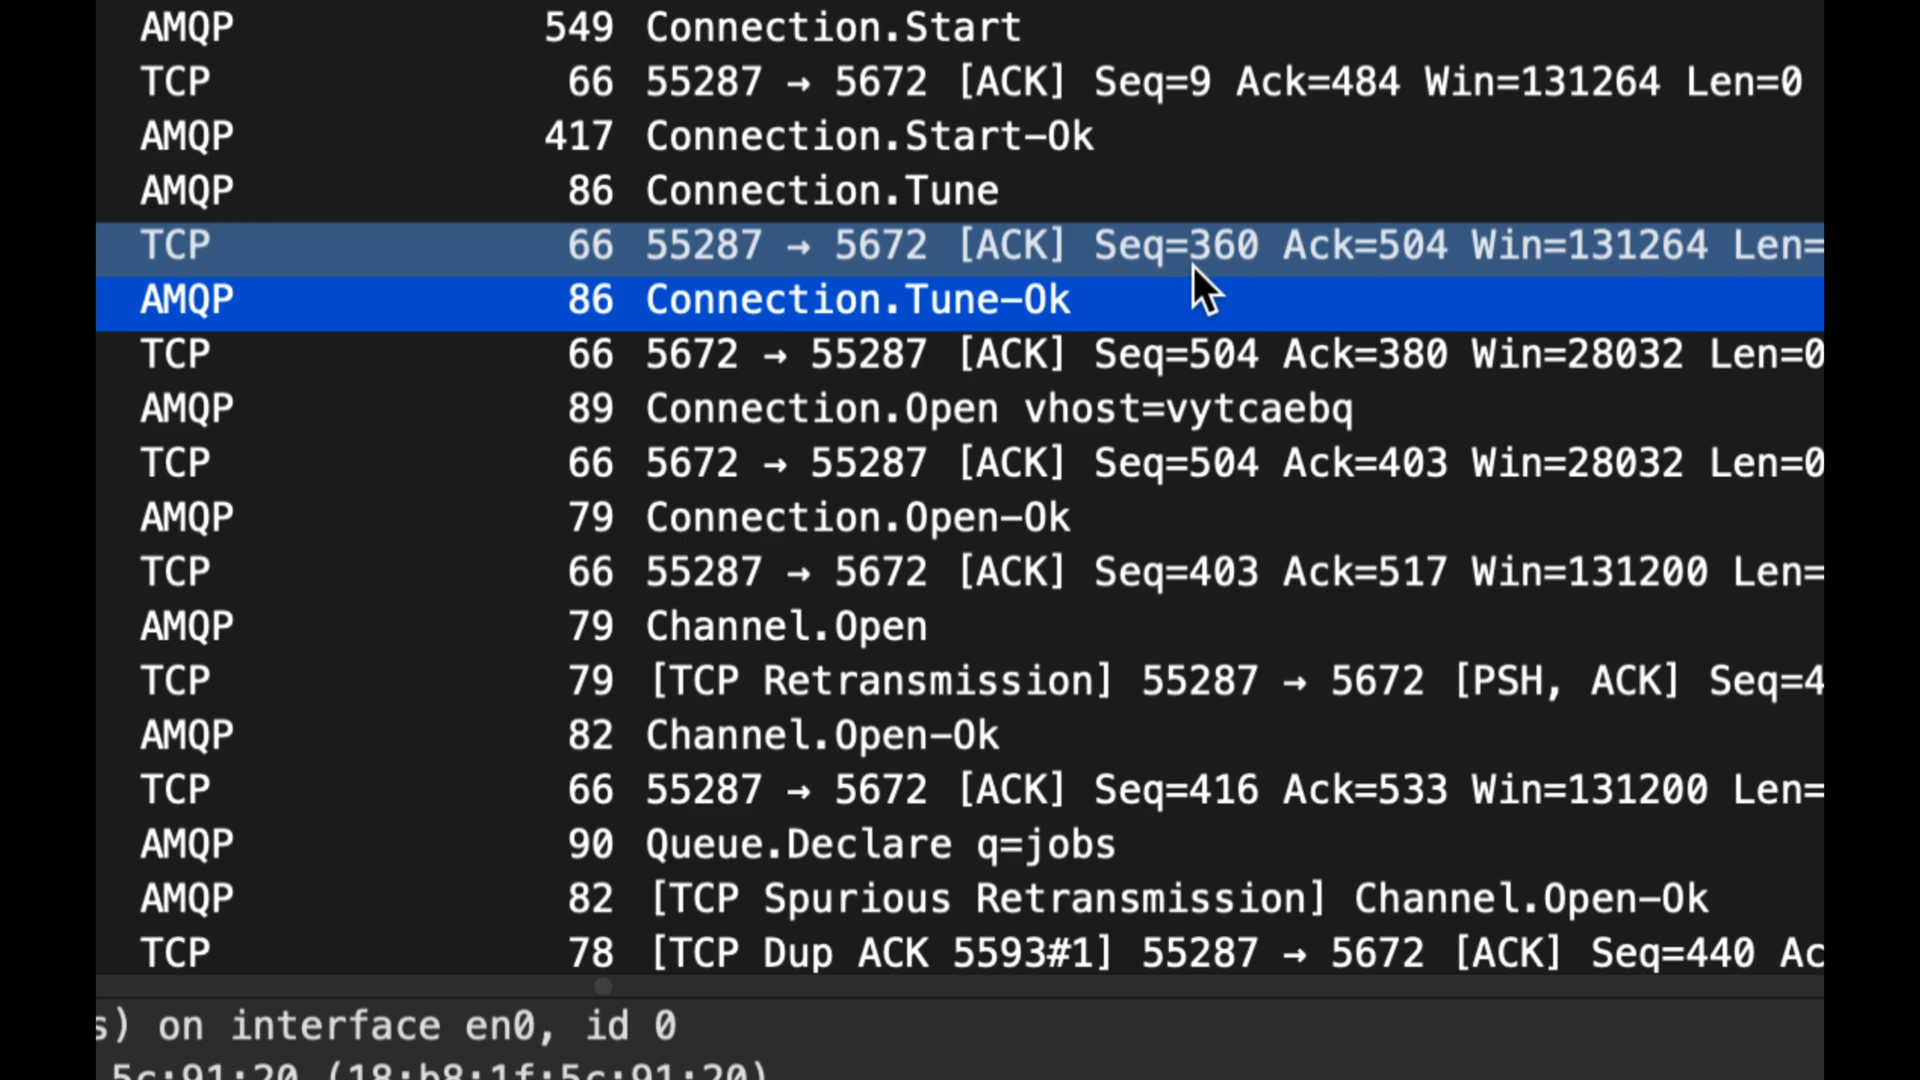 AMQP 549 Connection.Start
TCP 66 55287 → 5672 [ACK] Seq=9 Ack=484 Win=131264 Len=0
AMQP 417 Connection.Start-Ok
AMQP 86 Connection.Tune
TCP 66 55287 → 5672 [ACK] Seq=360 Ack=504 Win=131264 Len=
AMQP 86 Connection.Tune-Ok
TCP 66 5672 → 55287 [ACK] Seq=504 Ack=380 Win=28032 Len=0
AMQP 89 Connection.Open vhost=vytcaebq
TCP 66 5672 → 55287 [ACK] Seq=504 Ack=403 Win=28032 Len=0
AMQP 79 Connection.Open-Ok
TCP 66 55287 → 5672 [ACK] Seq=403 Ack=517 Win=131200 Len=
AMQP 79 Channel.Open
TCP 79 [TCP Retransmission] 55287 → 5672 [PSH, ACK] Seq=4
AMQP 82 Channel.Open-Ok
TCP 66 55287 → 5672 [ACK] Seq=416 Ack=533 Win=131200 Len=
AMQP 90 Queue.Declare q=jobs
AMQP 82 [TCP Spurious Retransmission] Channel.Open-Ok
TCP 78 [TCP Dup ACK 5593#1] 55287 → 5672 [ACK] Seq=440 Ac
s) on interface en0, id 0
5c:91:20 (18:b8:1f:5c:91:20)